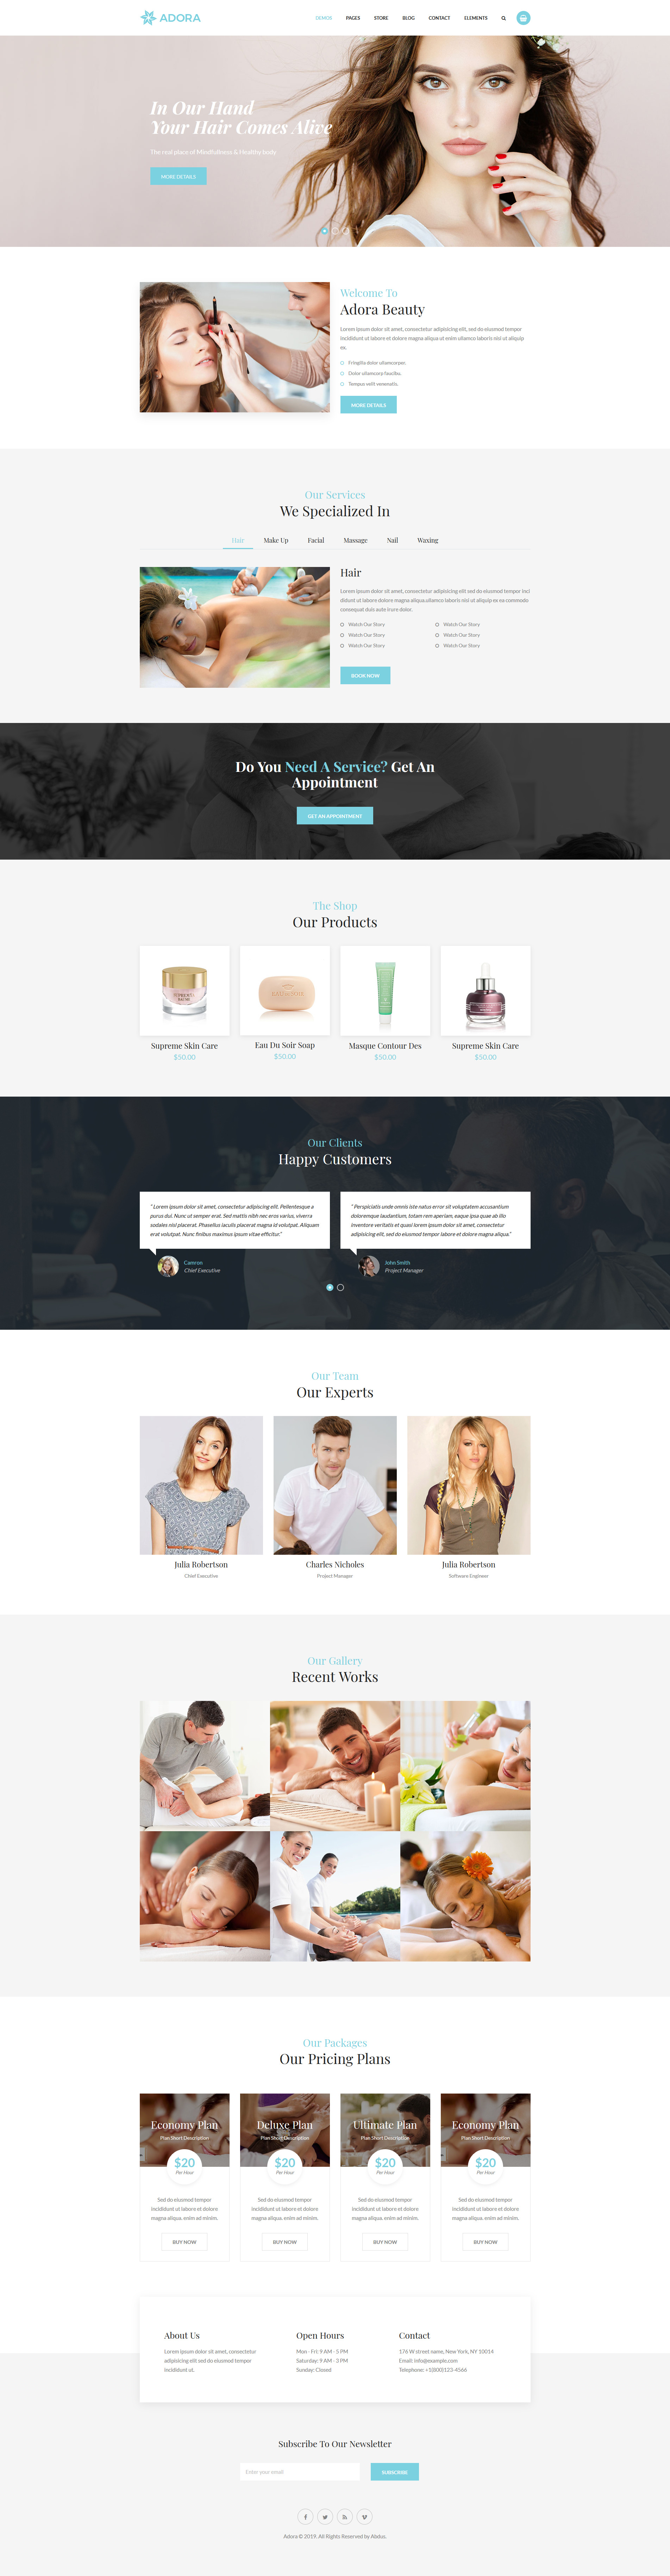 ADORA
DEMOS PAGES STORE BLOG CONTACT ELEMENTS
In Our Hand
Your Hair Comes Alive
The real place of Mindfullness & Healthy body
MORE DETAILS
Welcome To
Adora Beauty
Lorem ipsum dolor sit amet, consectetur adipisicing elit, sed do eiusmod tempor
incididunt ut labore et dolore magna aliqua ut enim ullamco laboris nisi ut aliquip
ex.
Fringilla dolor ullamcorper.
Dolor ullamcorp faucibu.
Tempus velit venenatis.
MORE DETAILS
Our Services
We Specialized In
Hair Make Up Facial Massage Nail Waxing
Hair
Lorem ipsum dolor sit amet, consectetur adipisicing elit sed do eiusmod tempor inci
didunt ut labore dolore magna aliqua.ullamco laboris nisi ut aliquip ex ea commodo
consequat duis aute irure dolor.
Watch Our Story Watch Our Story
Watch Our Story Watch Our Story
Watch Our Story Watch Our Story
BOOK NOW
Do You Need A Service? Get An
Appointment
GET AN APPOINTMENT
The Shop
Our Products
Supreme Skin Care Eau Du Soir Soap Masque Contour Des Supreme Skin Care
$50.00 $50.00 $50.00 $50.00
Our Clients
Happy Customers
" Lorem ipsum dolor sit amet, consectetur adipiscing elit. Pellentesque a
purus dui. Nunc ut semper erat. Sed mattis nibh nec eros varius, viverra
sodales nisl placerat. Phasellus iaculis placerat magna id volutpat. Aliquam
erat volutpat. Nunc finibus maximus ipsum vitae efficitur."
Camron
Chief Executive
" Perspiciatis unde omnis iste natus error sit voluptatem accusantium
doloremque laudantium, totam rem aperiam, eaque ipsa quae ab illo
inventore veritatis et quasi lorem ipsum dolor sit amet, consectetur
adipisicing elit, sed do eiusmod tempor incididunt ut labore et dolore magna aliqua."
John Smith
Project Manager
Our Team
Our Experts
Julia Robertson Charles Nicholes Julia Robertson
Chief Executive Project Manager Software Engineer
Our Gallery
Recent Works
Our Packages
Our Pricing Plans
Economy Plan Deluxe Plan Ultimate Plan Economy Plan
Plan Short Description Plan Short Description Plan Short Description Plan Short Description
$20 $20 $20 $20
Per Hour Per Hour Per Hour Per Hour
Sed do eiusmod tempor Sed do eiusmod tempor Sed do eiusmod tempor Sed do eiusmod tempor
incididunt ut labore et dolore incididunt ut labore et dolore incididunt ut labore et dolore incididunt ut labore et dolore
magna aliqua. enim ad minim. magna aliqua. enim ad minim. magna aliqua. enim ad minim. magna aliqua. enim ad minim.
BUY NOW BUY NOW BUY NOW BUY NOW
About Us
Lorem ipsum dolor sit amet, consectetur
adipisicing elit sed do eiusmod tempor
incididunt ut.
Open Hours
Mon - Fri: 9 AM - 5 PM
Saturday: 9 AM - 3 PM
Sunday: Closed
Contact
176 W street name, New York, NY 10014
Email: info@example.com
Telephone: +1(800)123-4566
Subscribe To Our Newsletter
Enter your email
SUBSCRIBE
Adora © 2019. All Rights Reserved by Abdus.